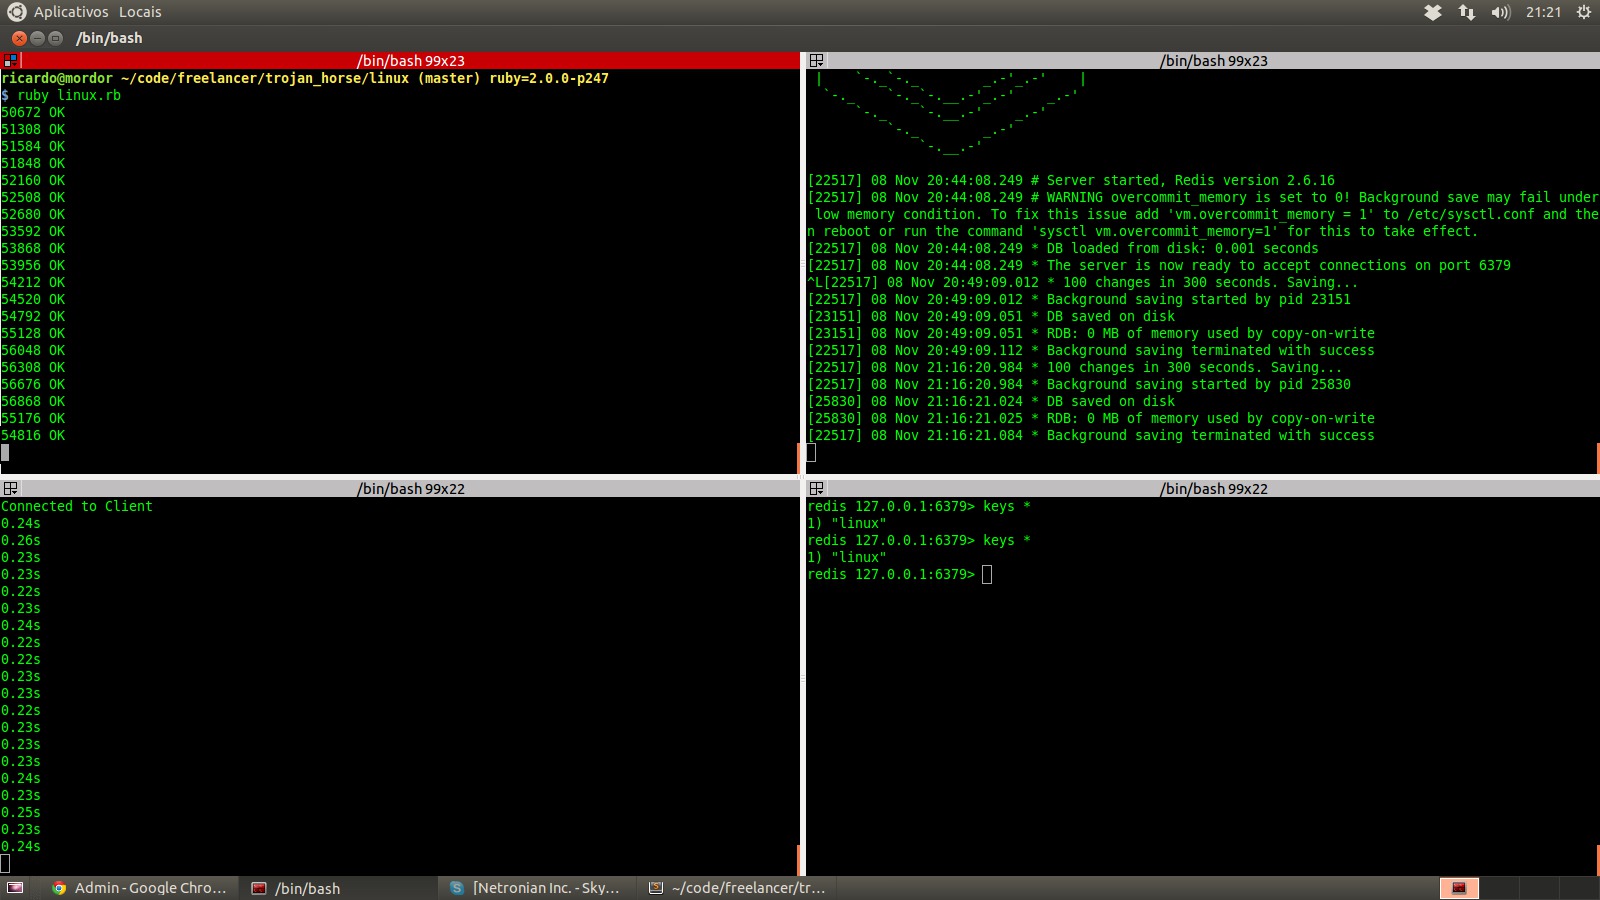 Aplicativos Locais 21:21
/bin/bash
/bin/bash 99x23
ricardo@mordor ~/code/freelancer/trojan_horse/linux (master) ruby=2.0.0-p247
$ ruby linux.rb
50672 OK
51308 OK
51584 OK
51848 OK
52160 OK
52508 OK
52680 OK
53592 OK
53868 OK
53956 OK
54212 OK
54520 OK
54792 OK
55128 OK
56048 OK
56308 OK
56676 OK
56868 OK
55176 OK
54816 OK
/bin/bash 99x23
[22517] 08 Nov 20:44:08.249 # Server started, Redis version 2.6.16
[22517] 08 Nov 20:44:08.249 # WARNING overcommit_memory is set to 0! Background save may fail under
low memory condition. To fix this issue add 'vm.overcommit_memory = 1' to /etc/sysctl.conf and the
n reboot or run the command 'sysctl vm.overcommit_memory=1' for this to take effect.
[22517] 08 Nov 20:44:08.249 * DB loaded from disk: 0.001 seconds
[22517] 08 Nov 20:44:08.249 * The server is now ready to accept connections on port 6379
^L[22517] 08 Nov 20:49:09.012 * 100 changes in 300 seconds. Saving...
[22517] 08 Nov 20:49:09.012 * Background saving started by pid 23151
[23151] 08 Nov 20:49:09.051 * DB saved on disk
[23151] 08 Nov 20:49:09.051 * RDB: 0 MB of memory used by copy-on-write
[22517] 08 Nov 20:49:09.112 * Background saving terminated with success
[22517] 08 Nov 21:16:20.984 * 100 changes in 300 seconds. Saving...
[22517] 08 Nov 21:16:20.984 * Background saving started by pid 25830
[25830] 08 Nov 21:16:21.024 * DB saved on disk
[25830] 08 Nov 21:16:21.025 * RDB: 0 MB of memory used by copy-on-write
[22517] 08 Nov 21:16:21.084 * Background saving terminated with success
/bin/bash 99x22
Connected to Client
0.24s
0.26s
0.23s
0.23s
0.22s
0.23s
0.24s
0.22s
0.22s
0.23s
0.23s
0.22s
0.23s
0.23s
0.23s
0.24s
0.23s
0.25s
0.23s
0.24s
/bin/bash 99x22
redis 127.0.0.1:6379> keys *
1) "linux"
redis 127.0.0.1:6379> keys *
1) "linux"
redis 127.0.0.1:6379>
Admin - Google Chro... /bin/bash [Netronian Inc. - Sky... ~/code/freelancer/tr...